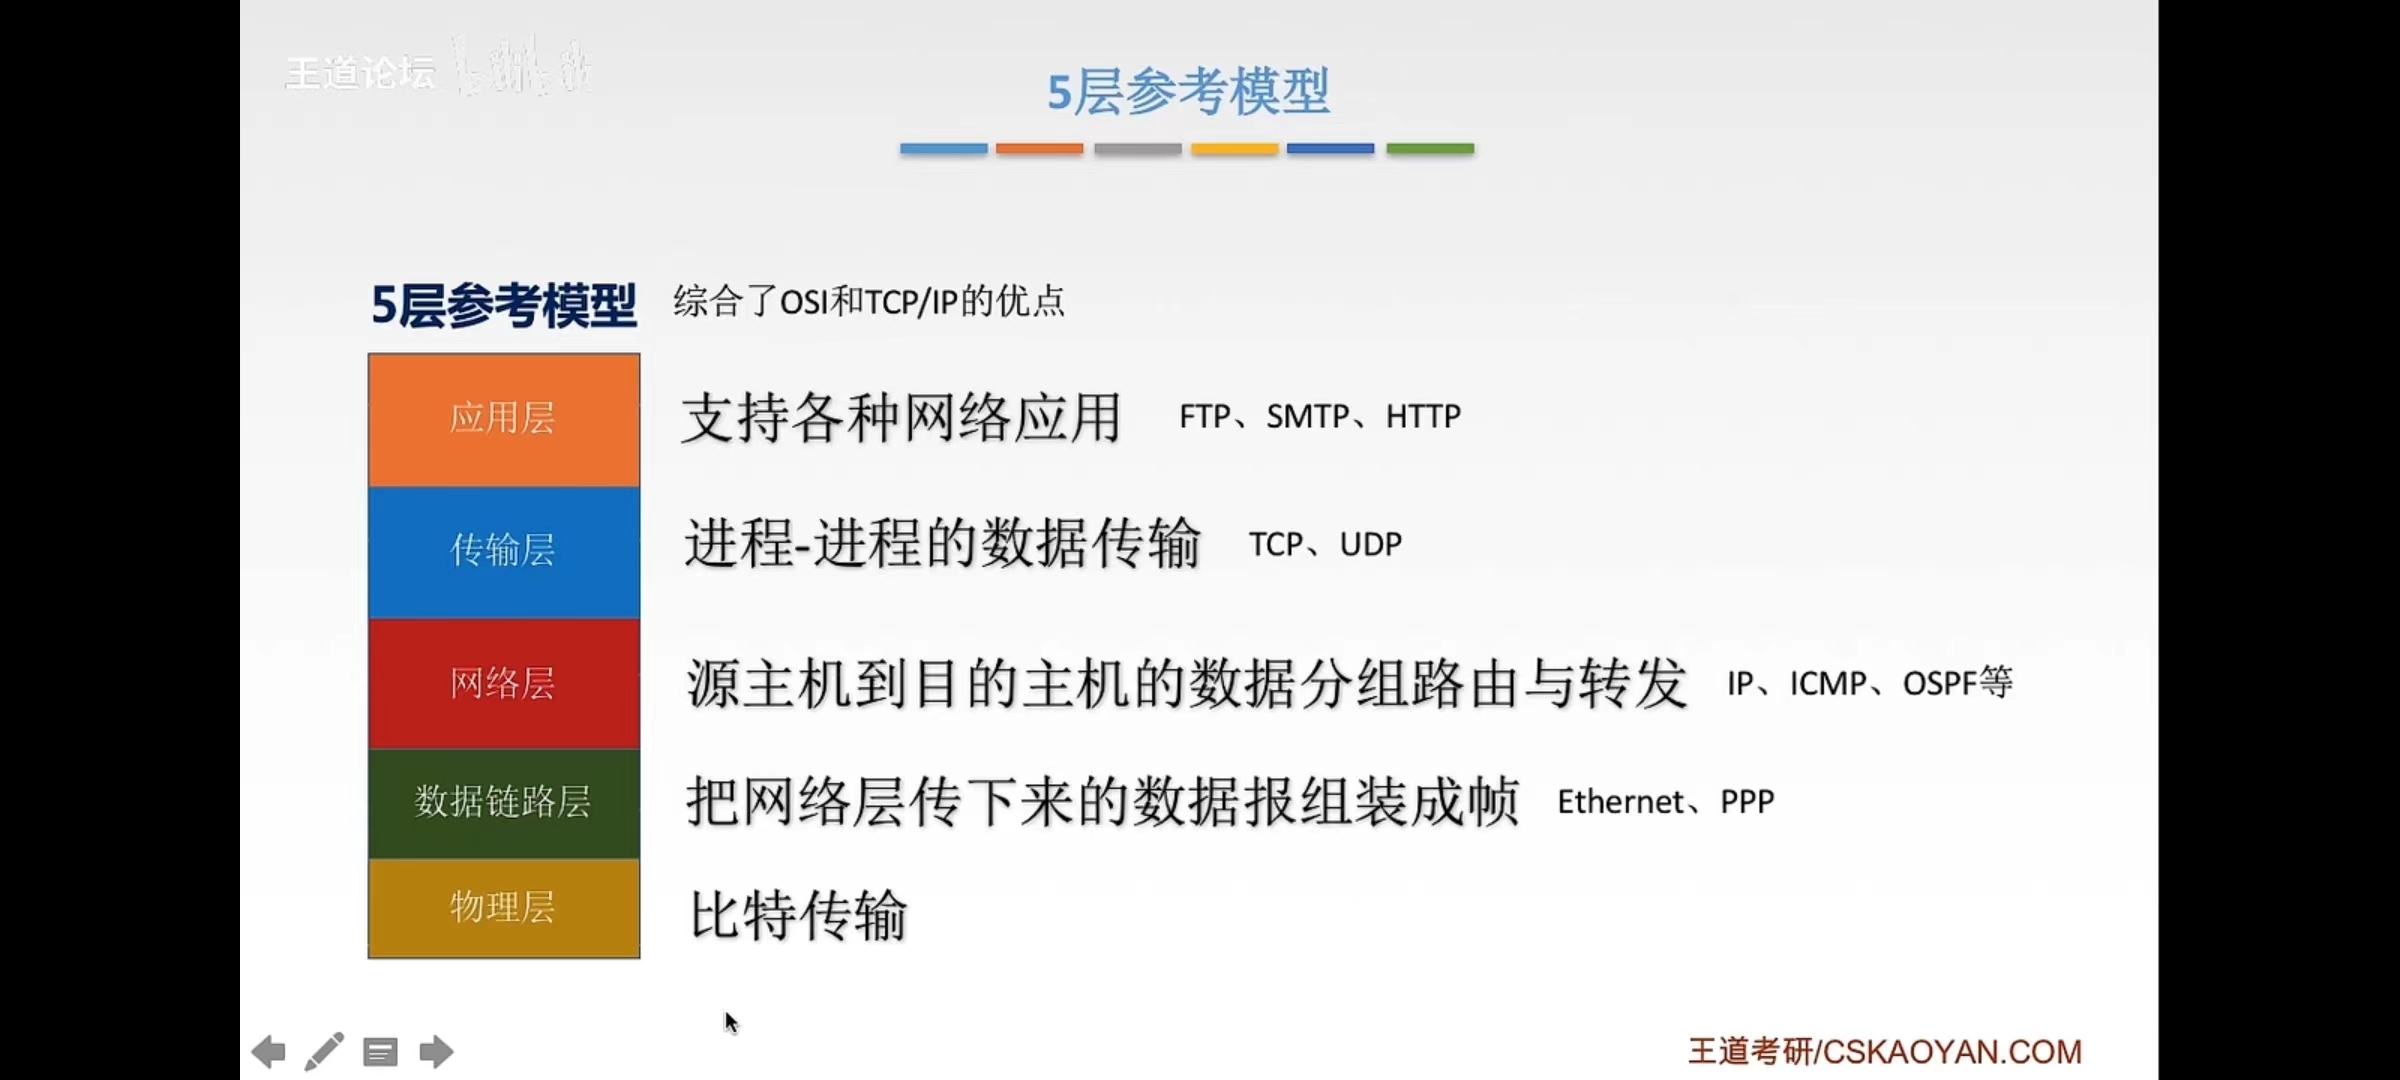 王道论坛 bilibili
5层参考模型
5层参考模型 综合了OSI和TCP/IP的优点
应用层 支持各种网络应用 FTP、SMTP、HTTP
传输层 进程-进程的数据传输 TCP、UDP
网络层 源主机到目的主机的数据分组路由与转发 IP、ICMP、OSPF等
数据链路层 把网络层传下来的数据报组装成帧 Ethernet、PPP
物理层 比特传输
王道考研/CSKAOYAN.COM